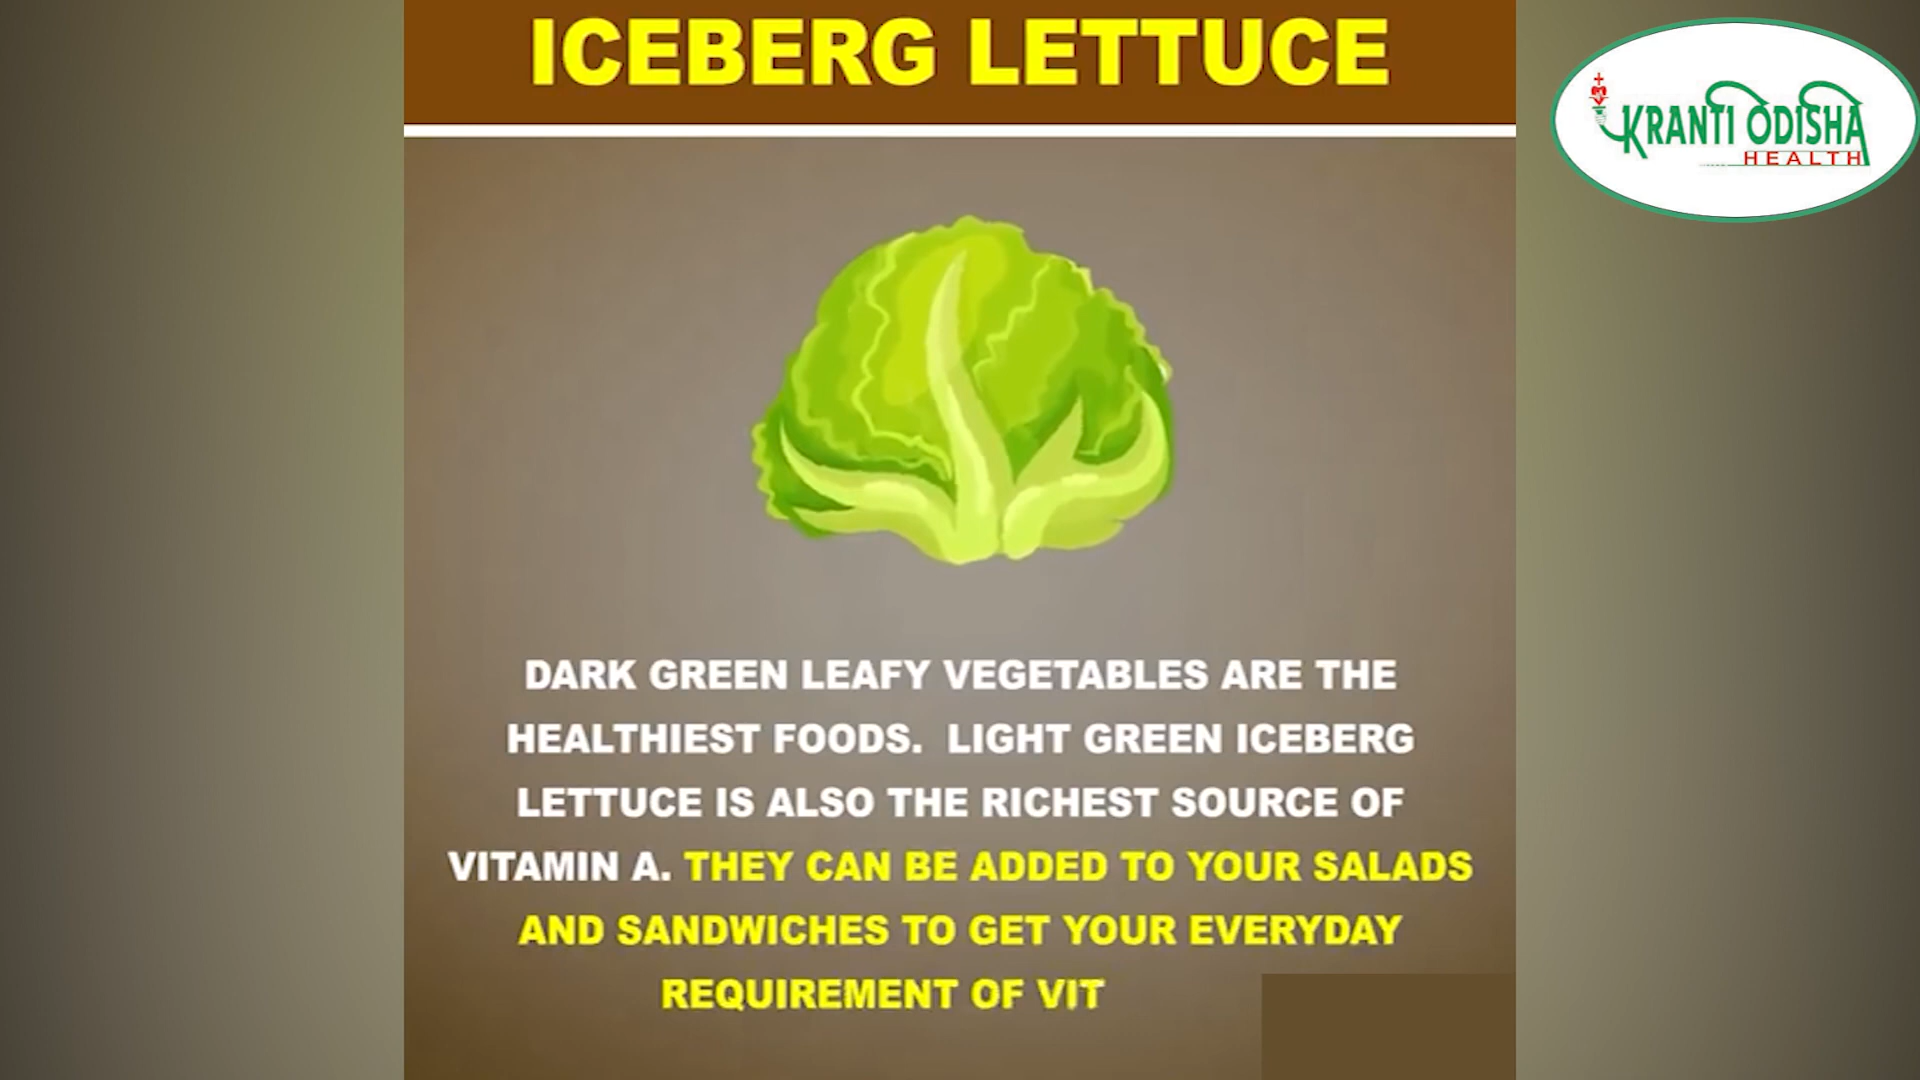 ICEBERG LETTUCE
KRANTI ODISHA
HEALTH
DARK GREEN LEAFY VEGETABLES ARE THE
HEALTHIEST FOODS. LIGHT GREEN ICEBERG
LETTUCE IS ALSO THE RICHEST SOURCE OF
VITAMIN A. THEY CAN BE ADDED TO YOUR SALADS
AND SANDWICHES TO GET YOUR EVERYDAY
REQUIREMENT OF VIT